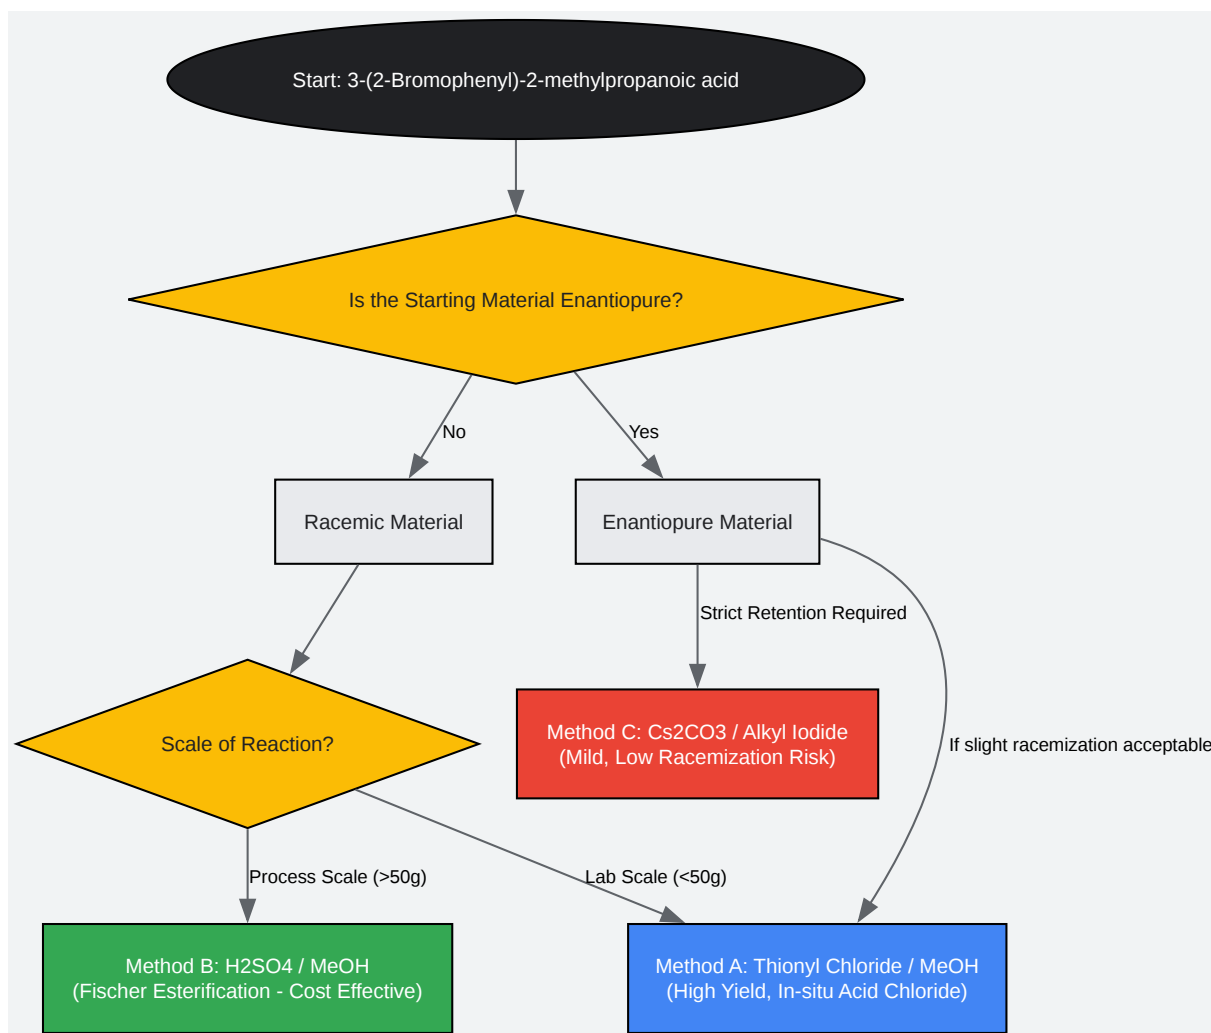 Start: 3-(2-Bromophenyl)-2-methylpropanoic acid
Is the Starting Material Enantiopure?
No
Yes
Racemic Material
Enantiopure Material
Strict Retention Required
Scale of Reaction?
Method C: Cs2CO3 / Alkyl Iodide
(Mild, Low Racemization Risk)
If slight racemization acceptable
Process Scale (>50g)
Lab Scale (<50g)
Method B: H2SO4 / MeOH
(Fischer Esterification - Cost Effective)
Method A: Thionyl Chloride / MeOH
(High Yield, In-situ Acid Chloride)